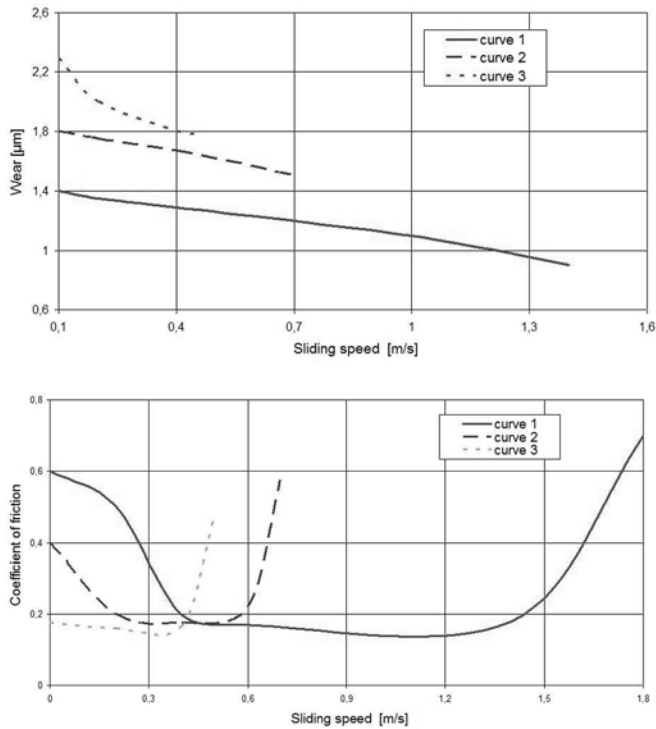 2,6
2,2
1,8
1,4
1
0,6
Wear [µm]
curve 1
curve 2
curve 3
0,1 0,4 0,7 1 1,3 1,6
Sliding speed [m/s]
0,8
0,6
0,4
0,2
0
Coefficient of friction
curve 1
curve 2
curve 3
0 0,3 0,6 0,9 1,2 1,5 1,8
Sliding speed [m/s]